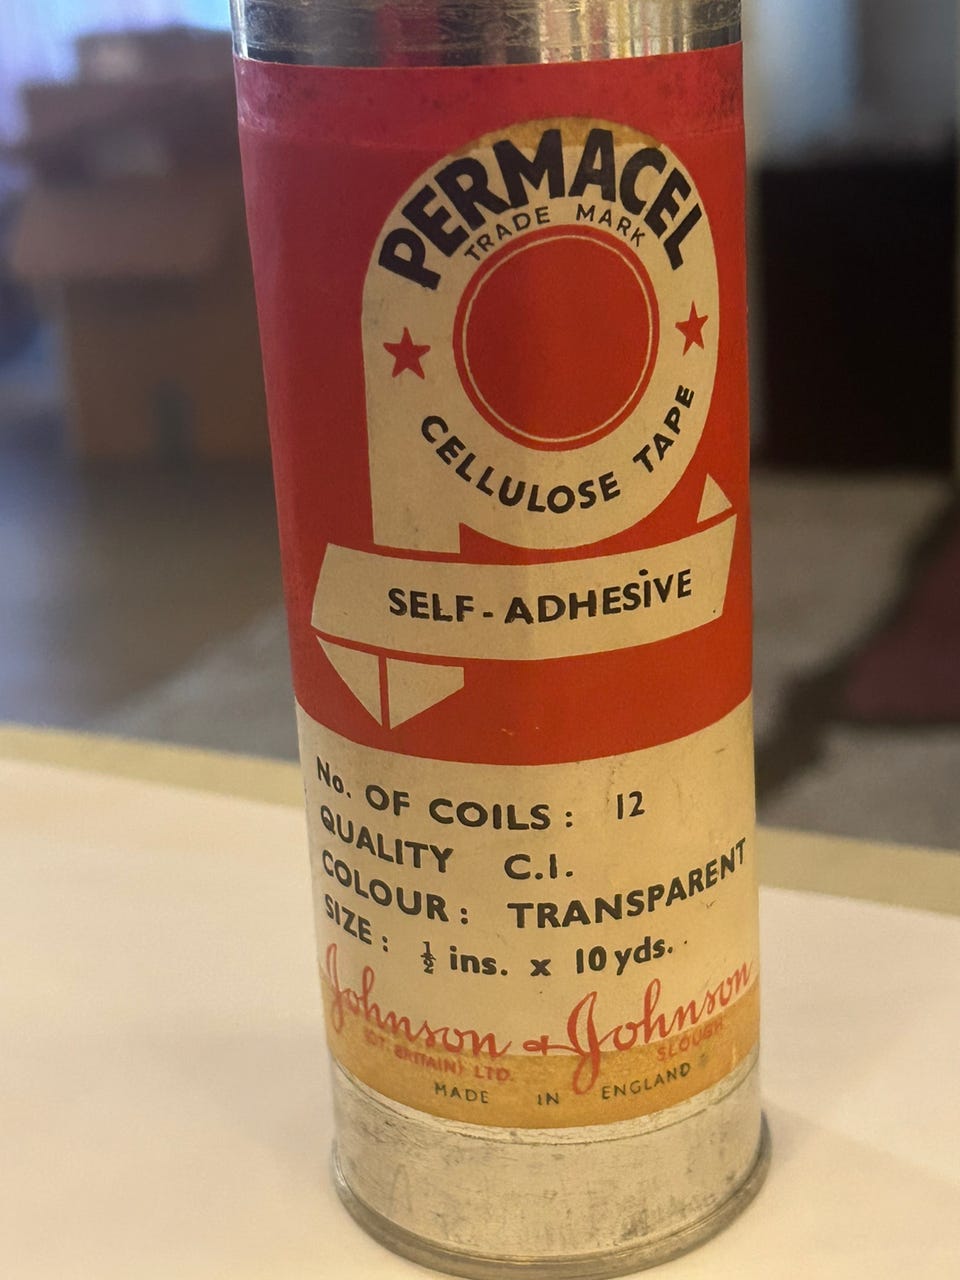 PERMACEL
TRADE MARK
CELLULOSE TAPE
SELF-ADHESIVE
No. OF COILS: 12
QUALITY C.I.
COLOUR: TRANSPARENT
SIZE: ½ ins. x 10 yds.
Johnson & Johnson
(GT. BRITAIN) LTD. SLOUGH
MADE IN ENGLAND